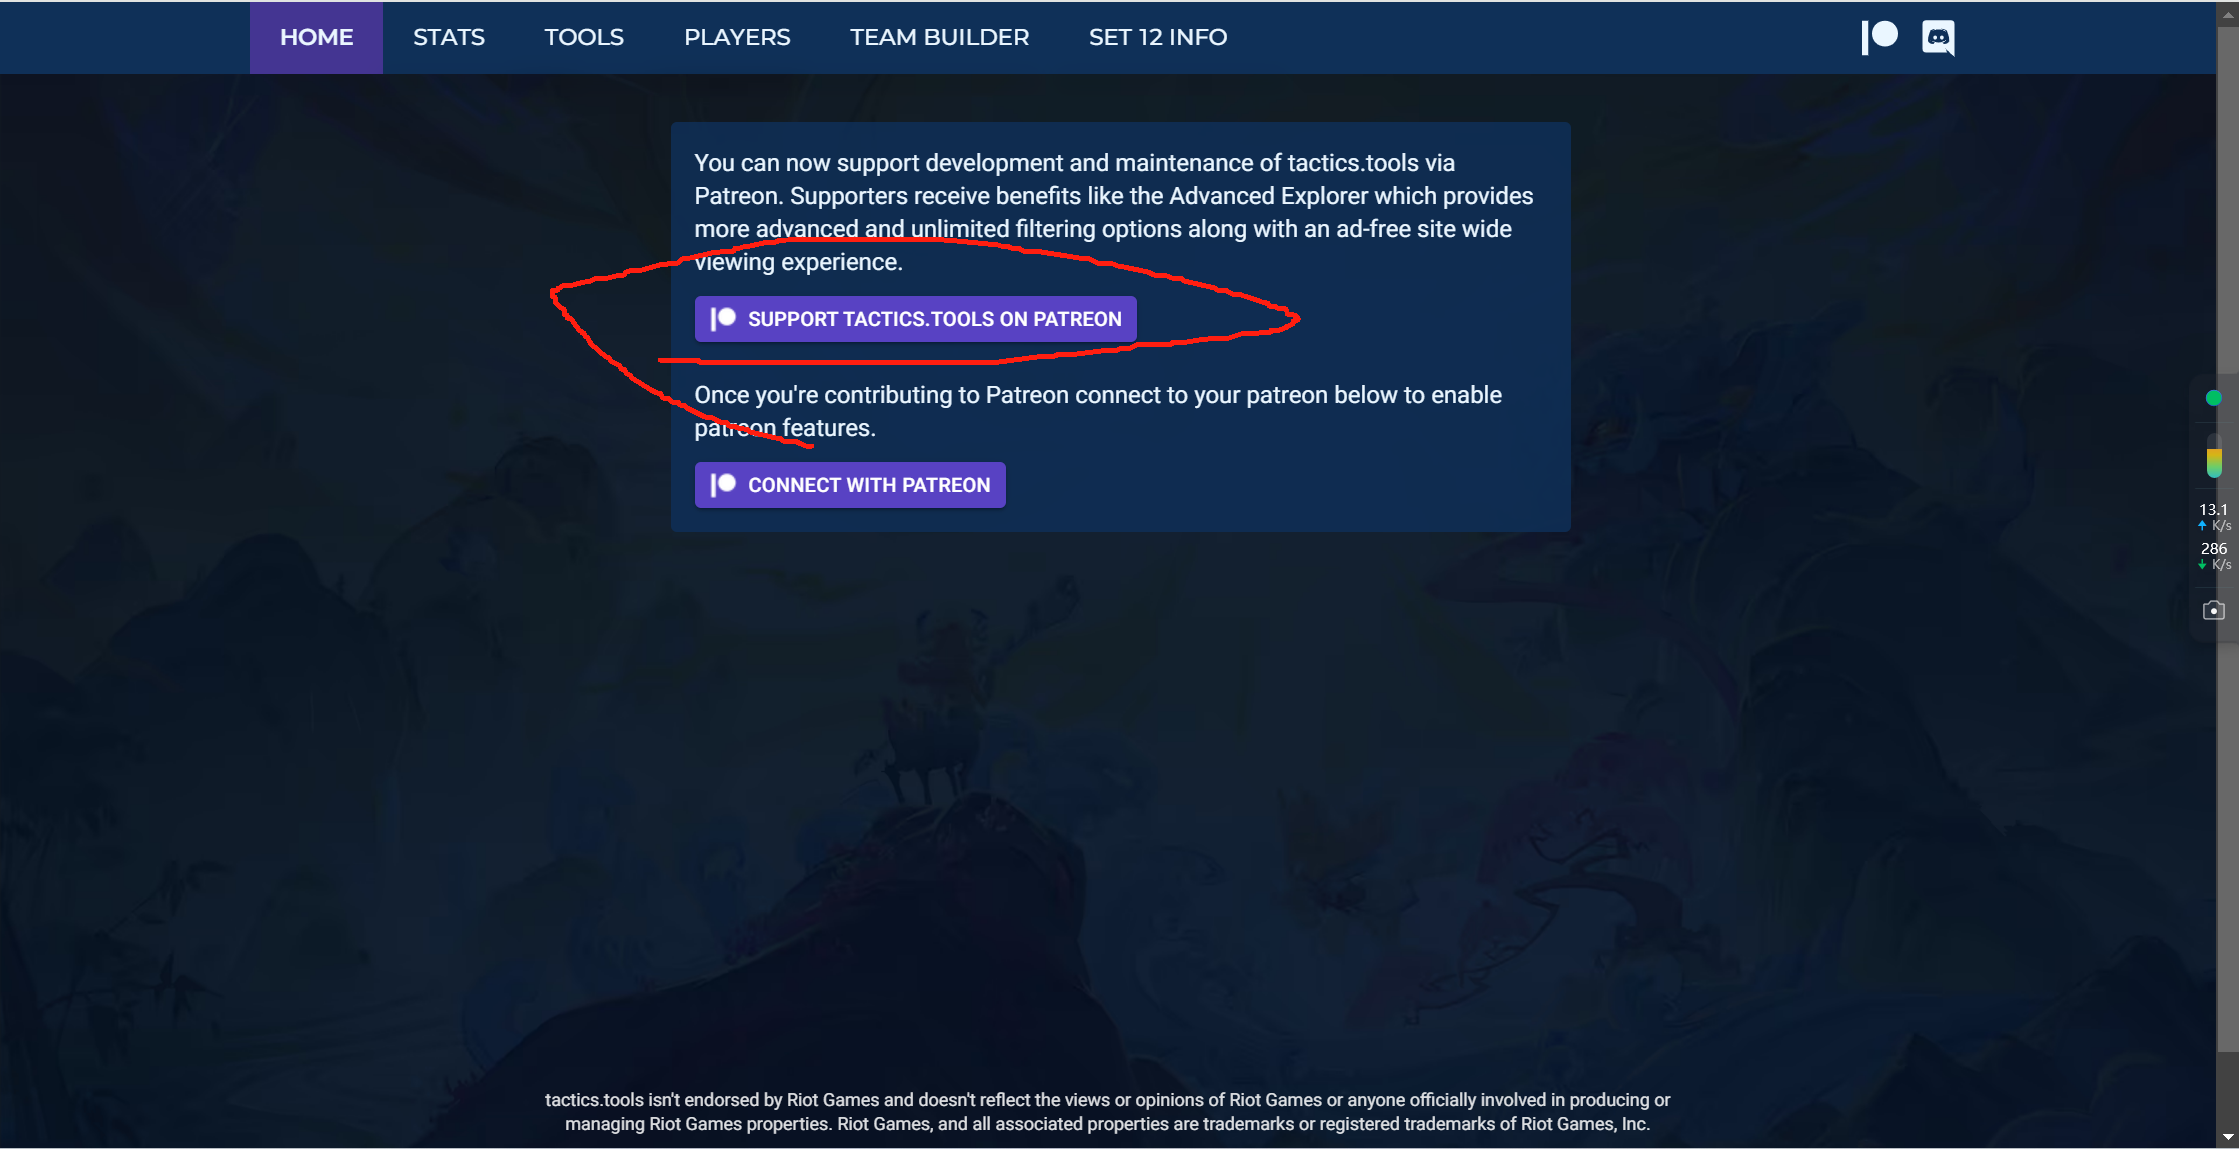 HOME STATS TOOLS PLAYERS TEAM BUILDER SET 12 INFO
You can now support development and maintenance of tactics.tools via
Patreon. Supporters receive benefits like the Advanced Explorer which provides
more advanced and unlimited filtering options along with an ad-free site wide
viewing experience.
SUPPORT TACTICS.TOOLS ON PATREON
Once you're contributing to Patreon connect to your patreon below to enable
patreon features.
CONNECT WITH PATREON
13.1
K/s
286
K/s
tactics.tools isn't endorsed by Riot Games and doesn't reflect the views or opinions of Riot Games or anyone officially involved in producing or
managing Riot Games properties. Riot Games, and all associated properties are trademarks or registered trademarks of Riot Games, Inc.